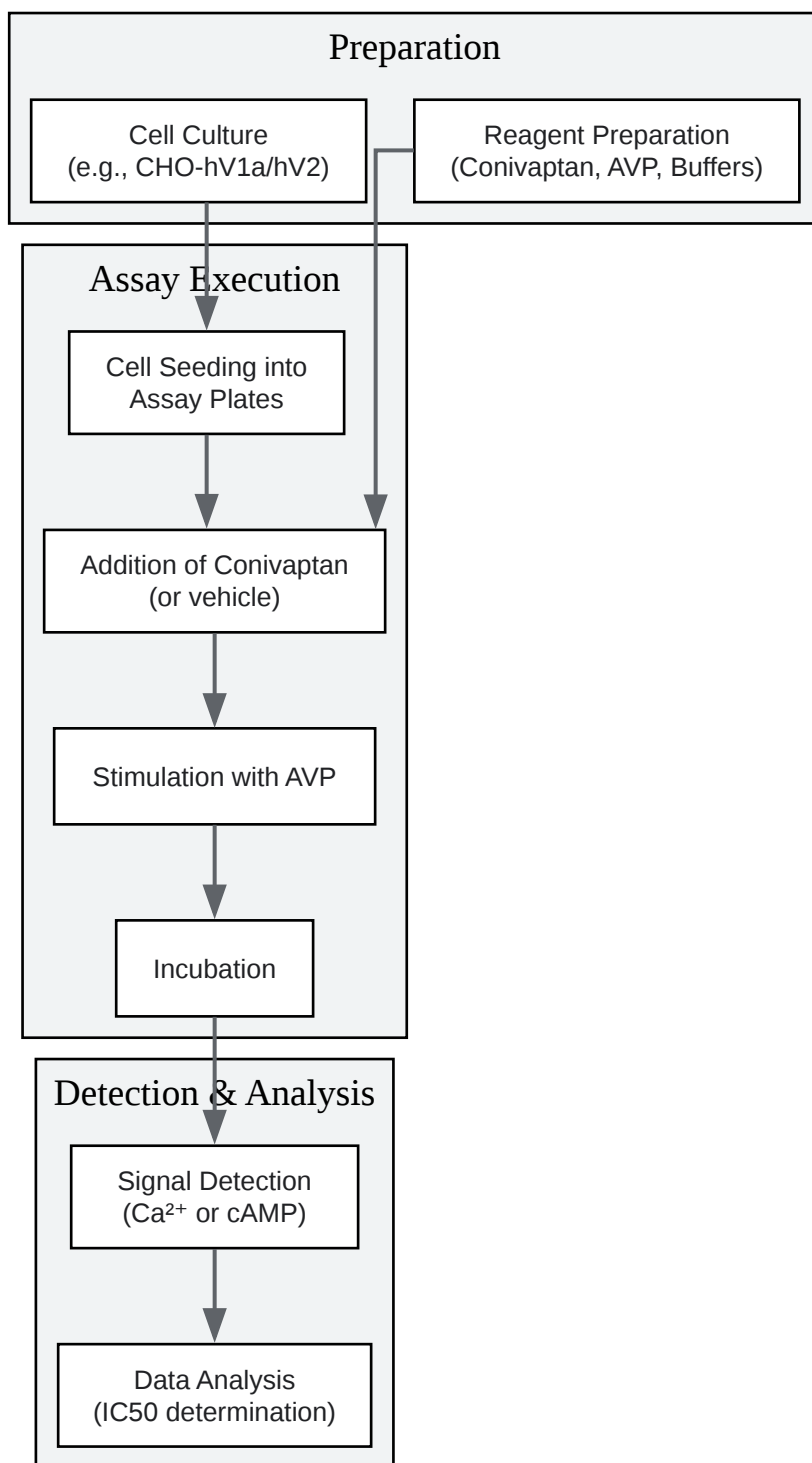 Preparation
Cell Culture
(e.g., CHO-hV1a/hV2)
Reagent Preparation
(Conivaptan, AVP, Buffers)
Assay Execution
Cell Seeding into
Assay Plates
Addition of Conivaptan
(or vehicle)
Stimulation with AVP
Incubation
Detection & Analysis
Signal Detection
(Ca²⁺ or cAMP)
Data Analysis
(IC50 determination)